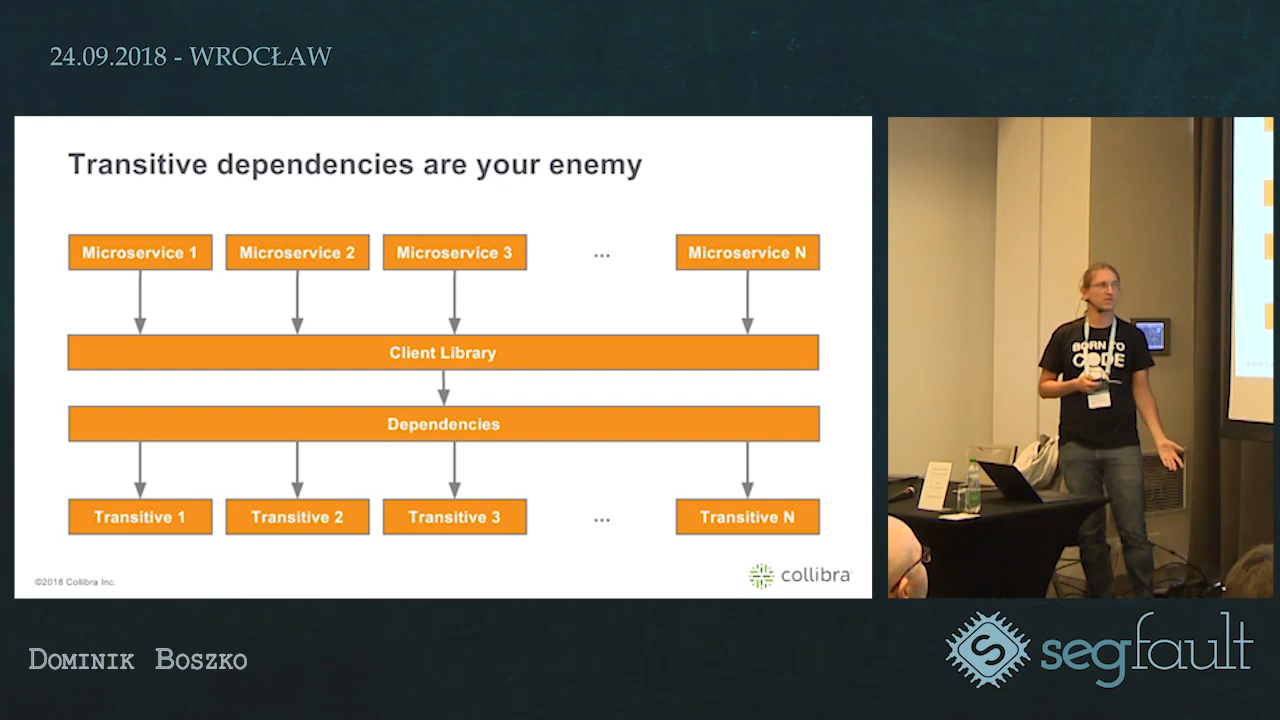 24.09.2018 - WROCŁAW
Transitive dependencies are your enemy
Microservice 1
Microservice 2
Microservice 3
...
Microservice N
Client Library
Dependencies
Transitive 1
Transitive 2
Transitive 3
...
Transitive N
©2018 Collibra Inc.
collibra
BORN TO
CODE
DOMINIK BOSZKO
segfault